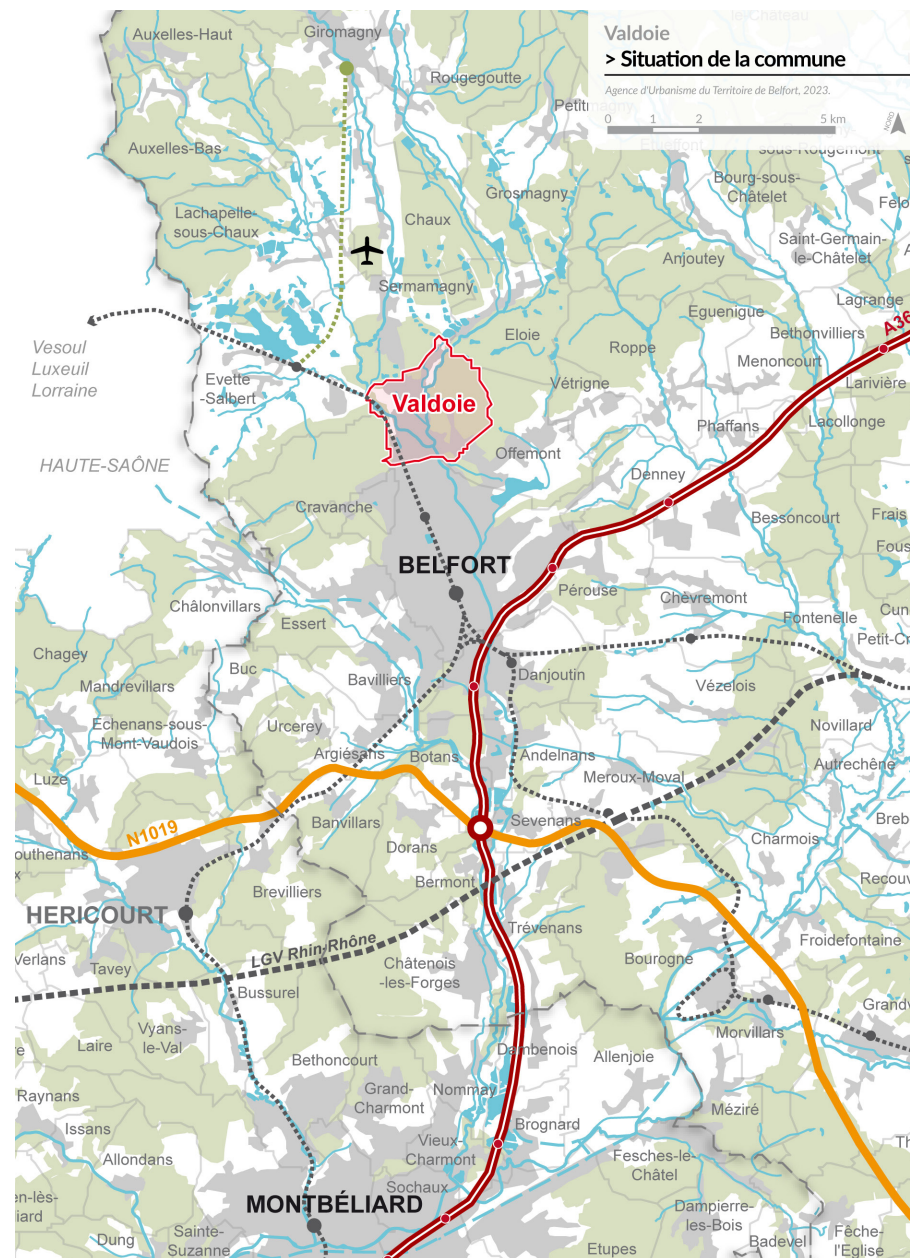 Valdoie
> Situation de la commune
Agence d'Urbanisme du Territoire de Belfort, 2023.
0 1 2 5 km
NORD
Auxelles-Haut
Giromagny
Rougegoutte
Auxelles-Bas
Bourg-sous-
Châtelet
Grosmagny
Lachapelle-
sous-Chaux
Chaux
Saint-Germain-
le-Châtelet
Anjoutey
Sermamagny
Lagrange
Eguenigue
A36
Bethonvilliers
Eloie
Roppe
Menoncourt
Vesoul
Luxeuil
Lorraine
Evette
-Salbert
Vétrigne
Larivière
Valdoie
Lacollonge
Phaffans
Offemont
HAUTE-SAÔNE
Denney
Cravanche
Bessoncourt
Frais
BELFORT
Pérouse
Chèvremont
Châlonvillars
Fontenelle
Essert
Chagey
Buc
Danjoutin
Bavilliers
Vézelois
Mandrevillars
Echenans-sous-
Mont-Vaudois
Urcerey
Novillard
Argiésans
Botans
Andelnans
Autrechêne
Luze
Meroux-Moval
N1019
Banvillars
Sevenans
Charmois
Dorans
Bermont
Brevilliers
HERICOURT
Trévenans
LGV Rhin-Rhône
Froidefontaine
Verlans
Tavey
Châtenois
-les-Forges
Bourogne
Bussurel
Morvillars
Vyans-
le-Val
Laire
Bethoncourt
Dambenois
Allenjoie
Grand-
Charmont
Nommay
Raynans
Méziré
Brognard
Issans
Vieux-
Charmont
Fesches-le-
Châtel
Allondans
Sochaux
MONTBÉLIARD
Dampierre-
les-Bois
Dung
Sainte-
Suzanne
Etupes
Badevel
Fêche-
l'Eglise